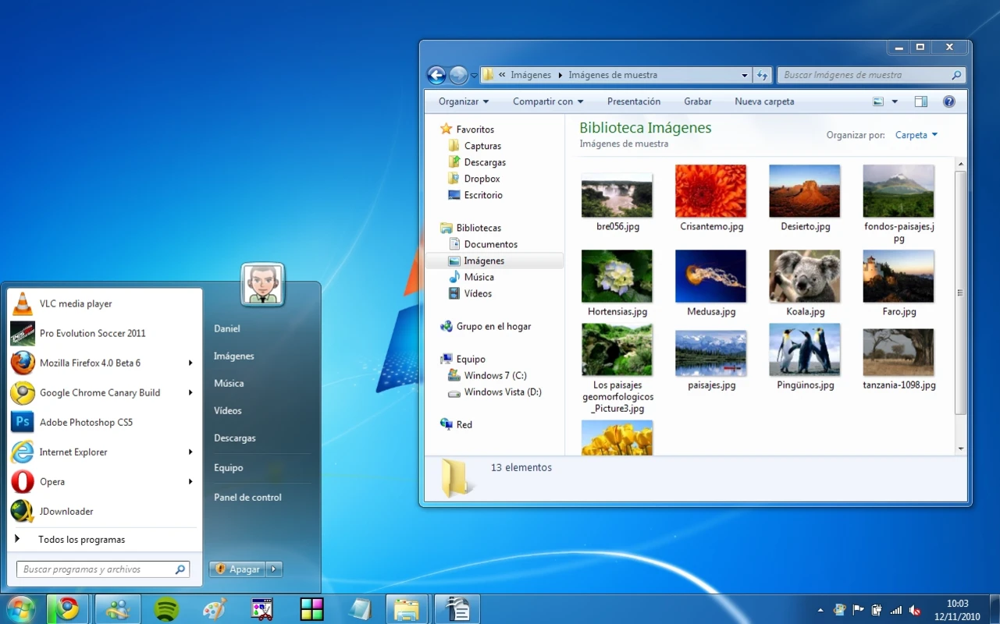 « Imágenes ▸ Imágenes de muestra
Buscar Imágenes de muestra
Organizar
Compartir con
Presentación
Grabar
Nueva carpeta
Favoritos
Capturas
Descargas
Dropbox
Escritorio
Bibliotecas
Documentos
Imágenes
Música
Vídeos
Grupo en el hogar
Equipo
Windows 7 (C:)
Windows Vista (D:)
Red
Biblioteca Imágenes
Imágenes de muestra
Organizar por: Carpeta
bre056.jpg
Crisantemo.jpg
Desierto.jpg
fondos-paisajes.j
pg
Hortensias.jpg
Medusa.jpg
Koala.jpg
Faro.jpg
Los paisajes
geomorfologicos
_Picture3.jpg
paisajes.jpg
Pingüinos.jpg
tanzania-1098.jpg
13 elementos
VLC media player
Pro Evolution Soccer 2011
Mozilla Firefox 4.0 Beta 6
Google Chrome Canary Build
Ps
Adobe Photoshop CS5
Internet Explorer
Opera
JDownloader
Todos los programas
Buscar programas y archivos
Daniel
Imágenes
Música
Vídeos
Descargas
Equipo
Panel de control
Apagar
10:03
12/11/2010